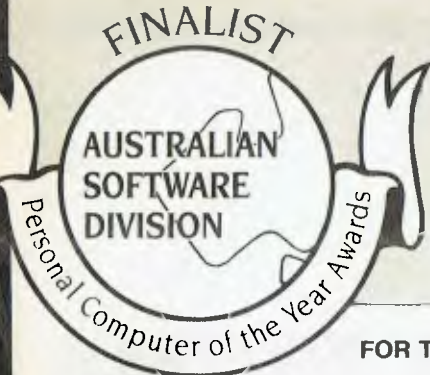 FINALIST
AUSTRALIAN
SOFTWARE
DIVISION
Personal Computer of the Year Awards
FOR T